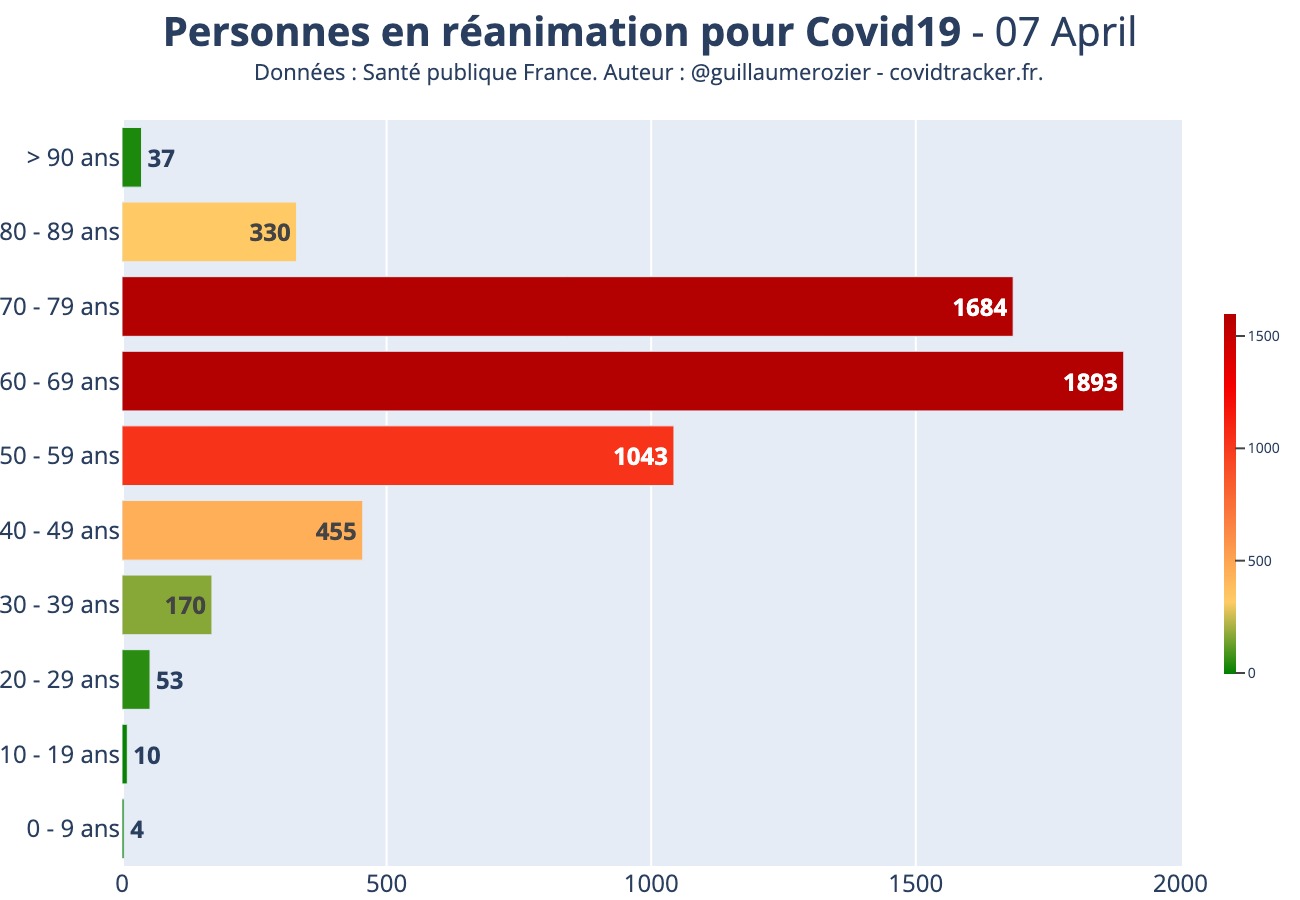 Personnes en réanimation pour Covid19 - 07 April
Données : Santé publique France. Auteur : @guillaumerozier - covidtracker.fr.
> 90 ans 37
80 - 89 ans 330
70 - 79 ans 1684
60 - 69 ans 1893
50 - 59 ans 1043
40 - 49 ans 455
30 - 39 ans 170
20 - 29 ans 53
10 - 19 ans 10
0 - 9 ans 4
0 500 1000 1500 2000
1500
1000
500
0